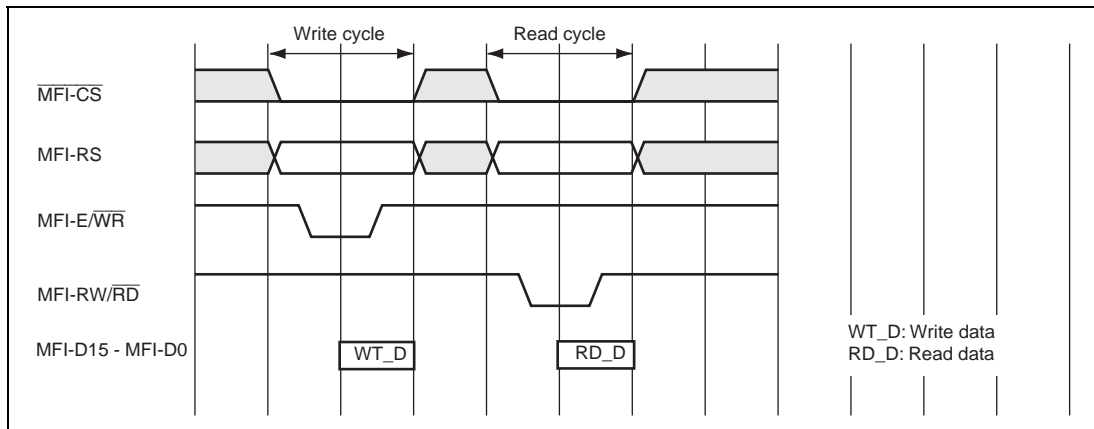 Write cycle Read cycle
MFI-CS
MFI-RS
MFI-E/WR
MFI-RW/RD
MFI-D15 - MFI-D0 WT_D RD_D
WT_D: Write data
RD_D: Read data